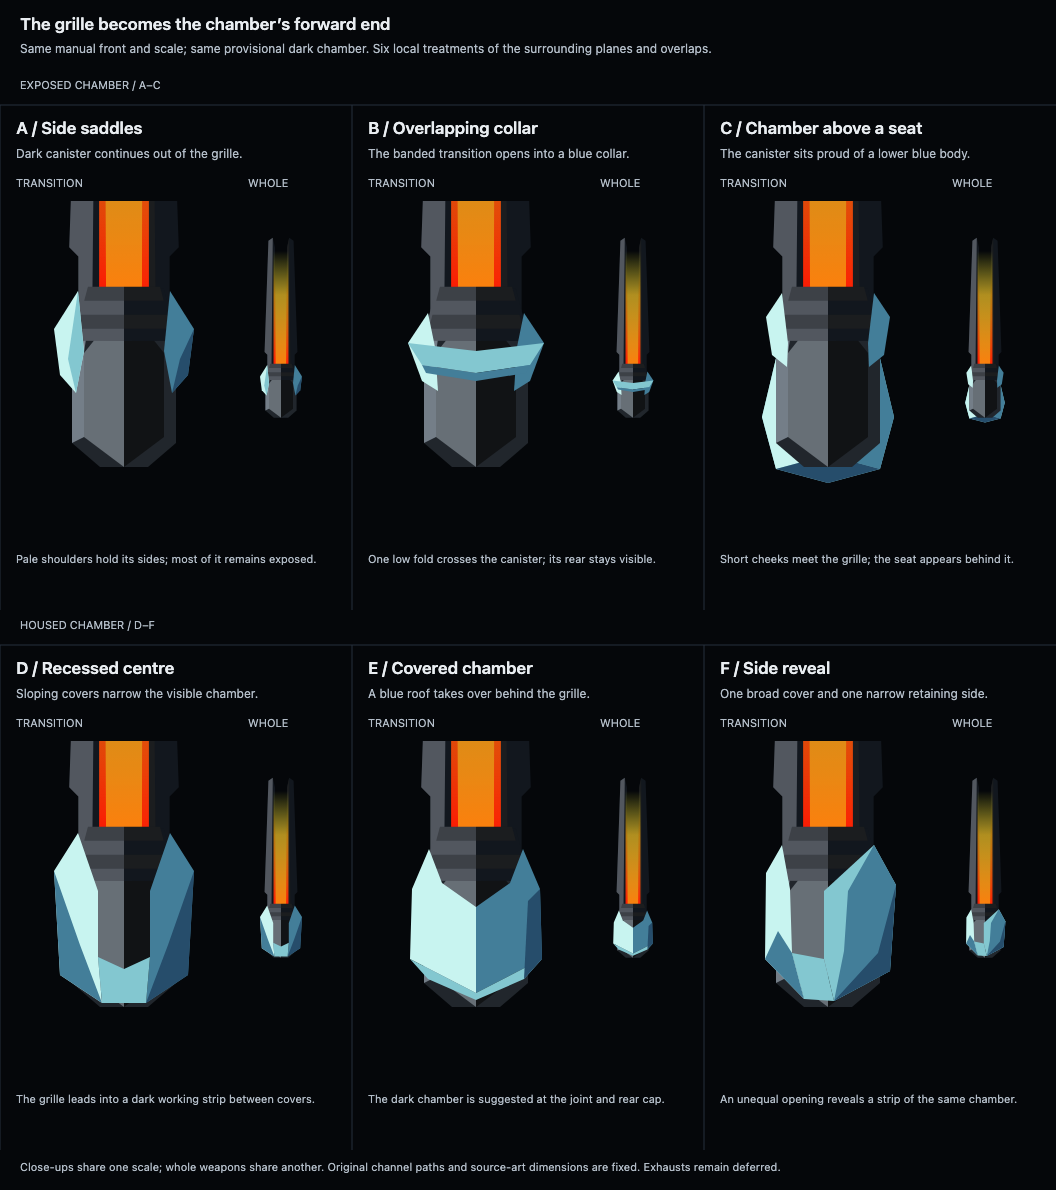 The grille becomes the chamber’s forward end
Same manual front and scale; same provisional dark chamber. Six local treatments of the surrounding planes and overlaps.
EXPOSED CHAMBER / A–C
A / Side saddles
Dark canister continues out of the grille.
TRANSITION
WHOLE
Pale shoulders hold its sides; most of it remains exposed.
B / Overlapping collar
The banded transition opens into a blue collar.
TRANSITION
WHOLE
One low fold crosses the canister; its rear stays visible.
C / Chamber above a seat
The canister sits proud of a lower blue body.
TRANSITION
WHOLE
Short cheeks meet the grille; the seat appears behind it.
HOUSED CHAMBER / D–F
D / Recessed centre
Sloping covers narrow the visible chamber.
TRANSITION
WHOLE
The grille leads into a dark working strip between covers.
E / Covered chamber
A blue roof takes over behind the grille.
TRANSITION
WHOLE
The dark chamber is suggested at the joint and rear cap.
F / Side reveal
One broad cover and one narrow retaining side.
TRANSITION
WHOLE
An unequal opening reveals a strip of the same chamber.
Close-ups share one scale; whole weapons share another. Original channel paths and source-art dimensions are fixed. Exhausts remain deferred.